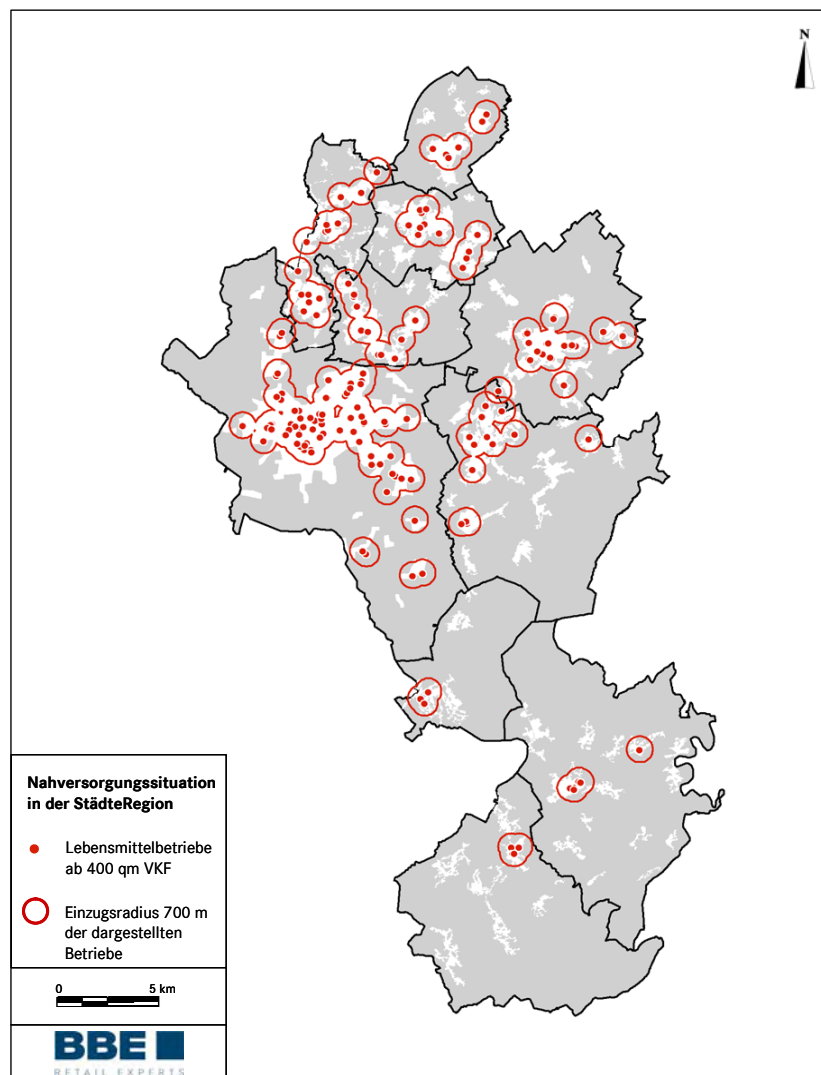 N
Nahversorgungssituation
in der StädteRegion
Lebensmittelbetriebe
ab 400 qm VKF
Einzugsradius 700 m
der dargestellten
Betriebe
0 5 km
BBE
RETAIL EXPERTS